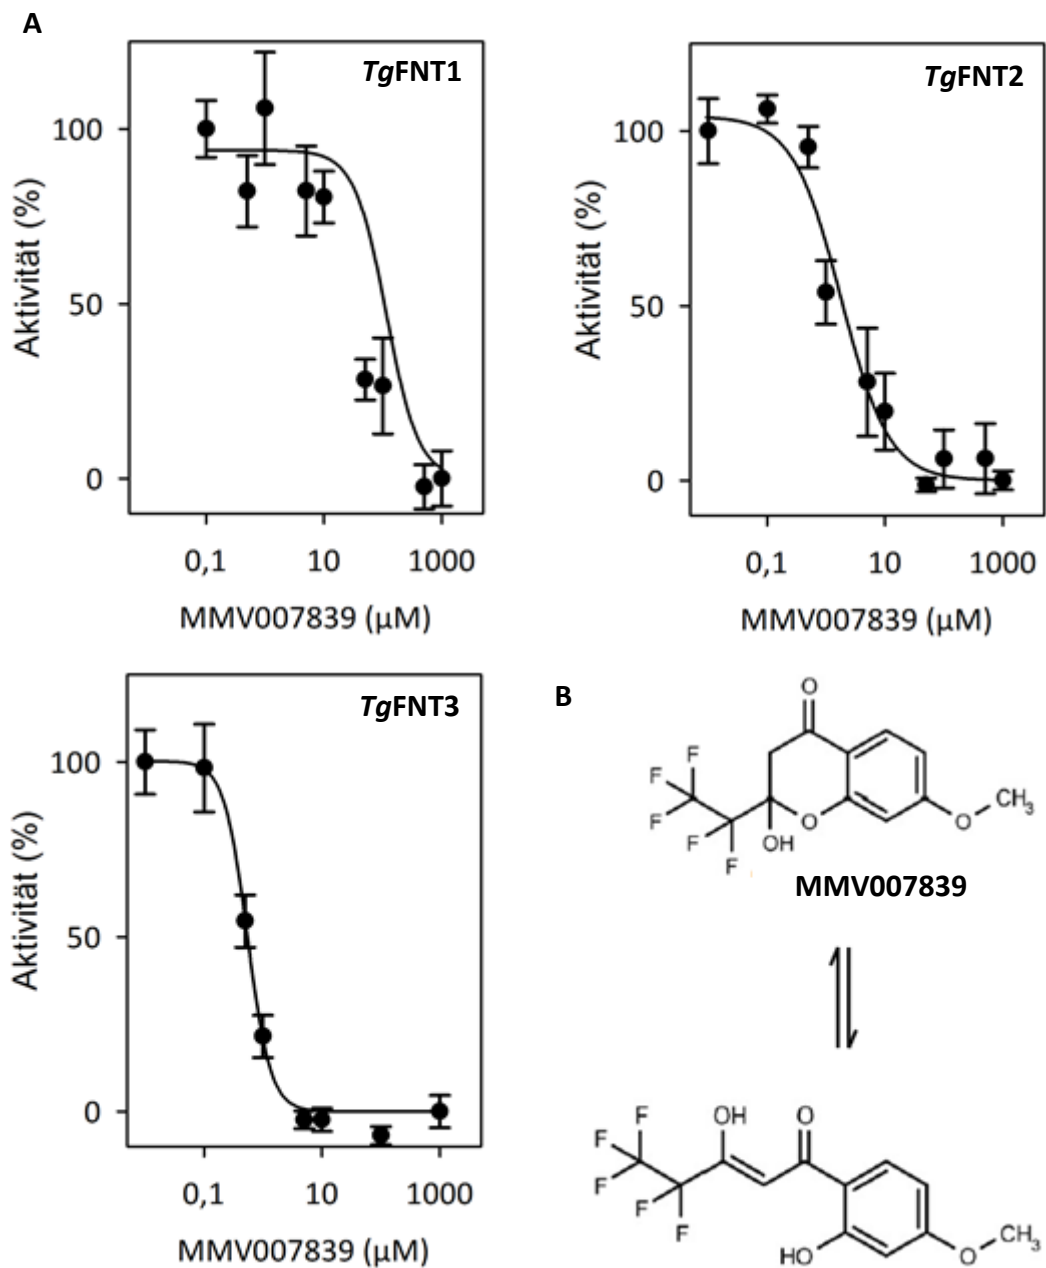 A
TgFNT1
Aktivität (%)
100
50
0
0,1 10 1000
MMV007839 (µM)
TgFNT2
Aktivität (%)
100
50
0
0,1 10 1000
MMV007839 (µM)
TgFNT3
Aktivität (%)
100
50
0
0,1 10 1000
MMV007839 (µM)
B
O
F
F
F
F
F
OH
O
O
CH3
MMV007839
OH
O
F
F
F
F
F
HO
O
CH3